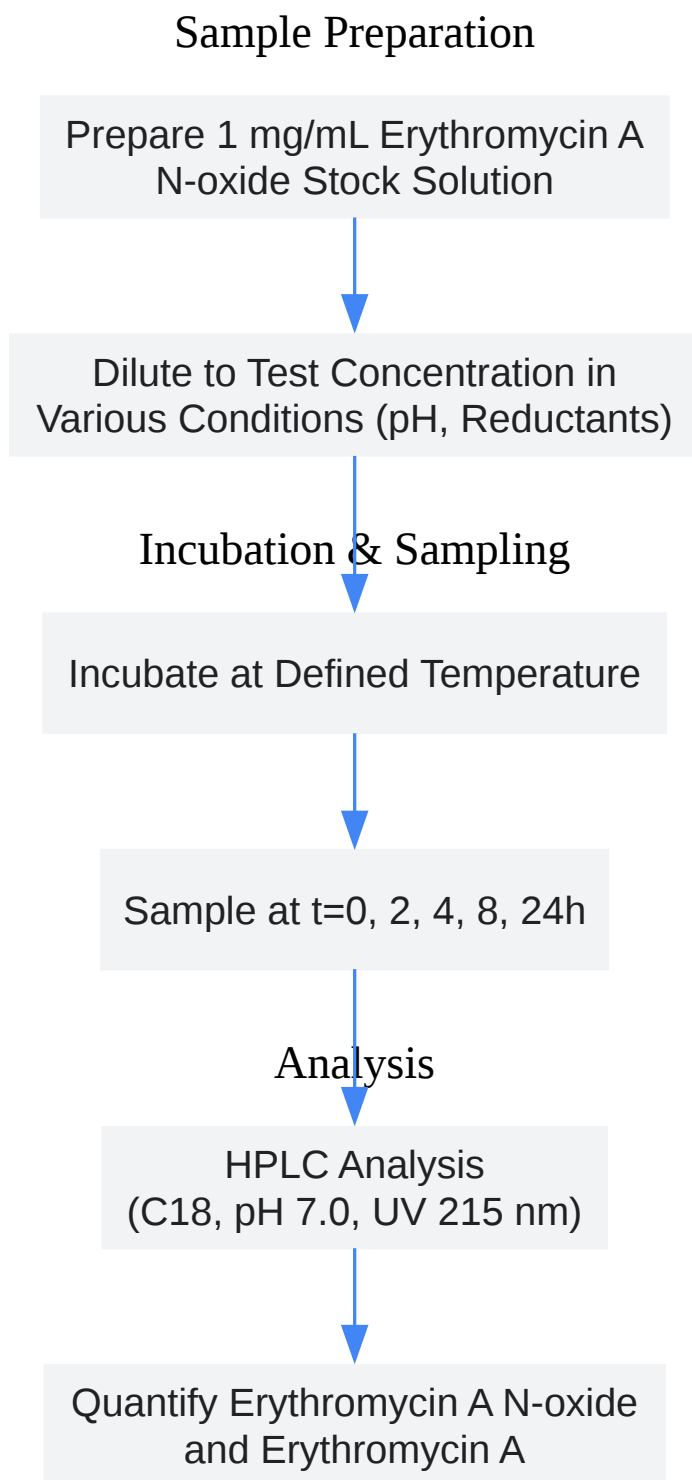 Sample Preparation
Prepare 1 mg/mL Erythromycin A
N-oxide Stock Solution
Dilute to Test Concentration in
Various Conditions (pH, Reductants)
Incubation & Sampling
Incubate at Defined Temperature
Sample at t=0, 2, 4, 8, 24h
Analysis
HPLC Analysis
(C18, pH 7.0, UV 215 nm)
Quantify Erythromycin A N-oxide
and Erythromycin A